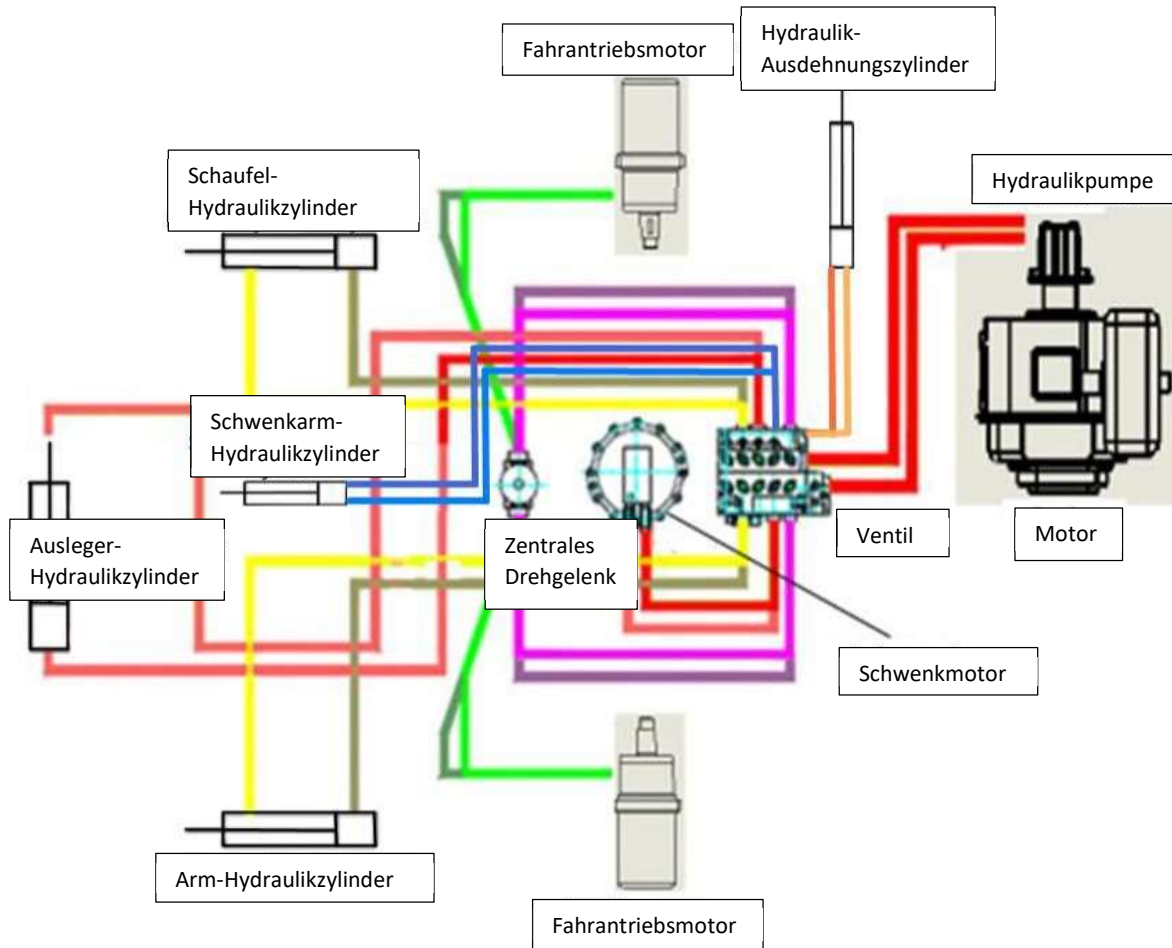 Fahrantriebsmotor
Hydraulik-
Ausdehnungszylinder
Schaufel-
Hydraulikzylinder
Hydraulikpumpe
Schwenkarm-
Hydraulikzylinder
Ausleger-
Hydraulikzylinder
Zentrales
Drehgelenk
Ventil
Motor
Schwenkmotor
Arm-Hydraulikzylinder
Fahrantriebsmotor